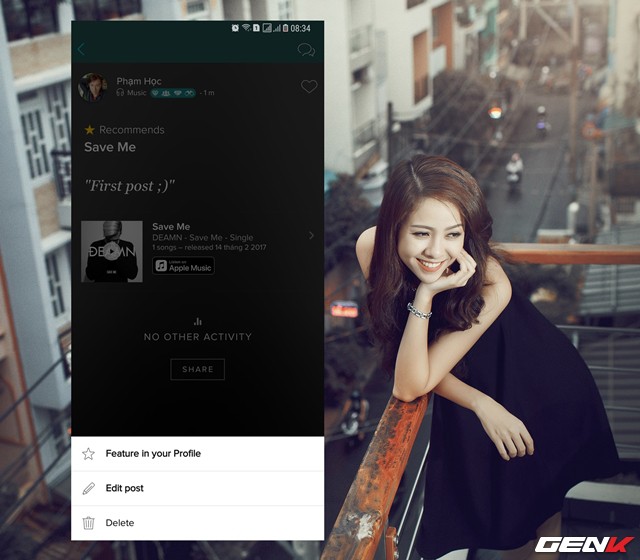 08:34
Phạm Học
Music · 1 m
Recommends
Save Me
"First post ;)"
Save Me
DEAMN - Save Me - Single
1 songs – released 14 tháng 2 2017
DEAMN
Listen on
Apple Music
NO OTHER ACTIVITY
SHARE
Feature in your Profile
Edit post
Delete
GENK